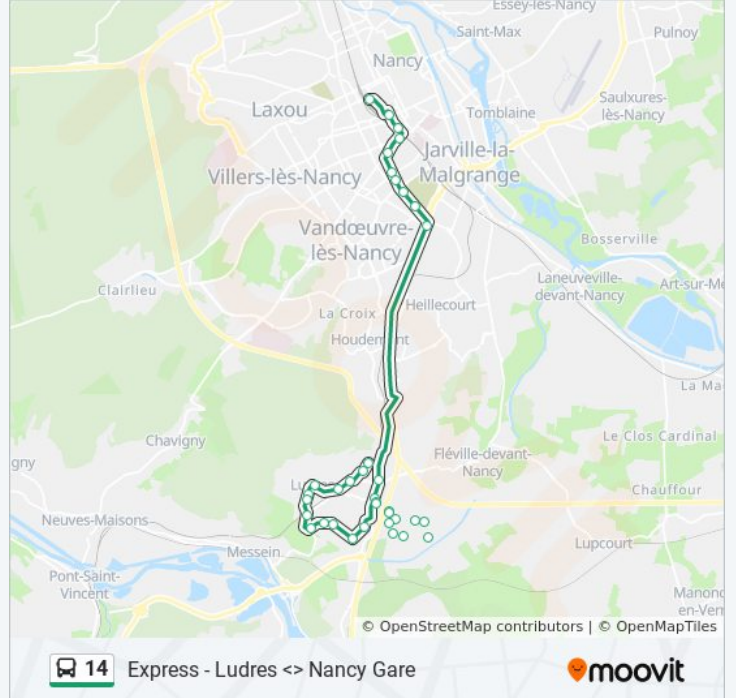 Essey-lès-Nancy
Saint-Max
Pulnoy
Nancy
Saulxures-
lès-Nancy
Laxou
Tomblaine
Jarville-la-
Malgrange
Villers-lès-Nancy
Vandœuvre-
lès-Nancy
Bosserville
Clairlieu
Laneuveville-
devant-Nancy
Art-sur-Me
La Croix
Heillecourt
Houdemont
La Ma
Chavigny
Le Clos Cardinal
Fléville-devant-
Nancy
gny
Lu
Chauffour
Neuves-Maisons
Messein
Lupcourt
Pont-Saint-
Vincent
Manonc
en-Ver
© OpenStreetMap contributors | © OpenMapTiles
14 Express - Ludres <> Nancy Gare
moovit